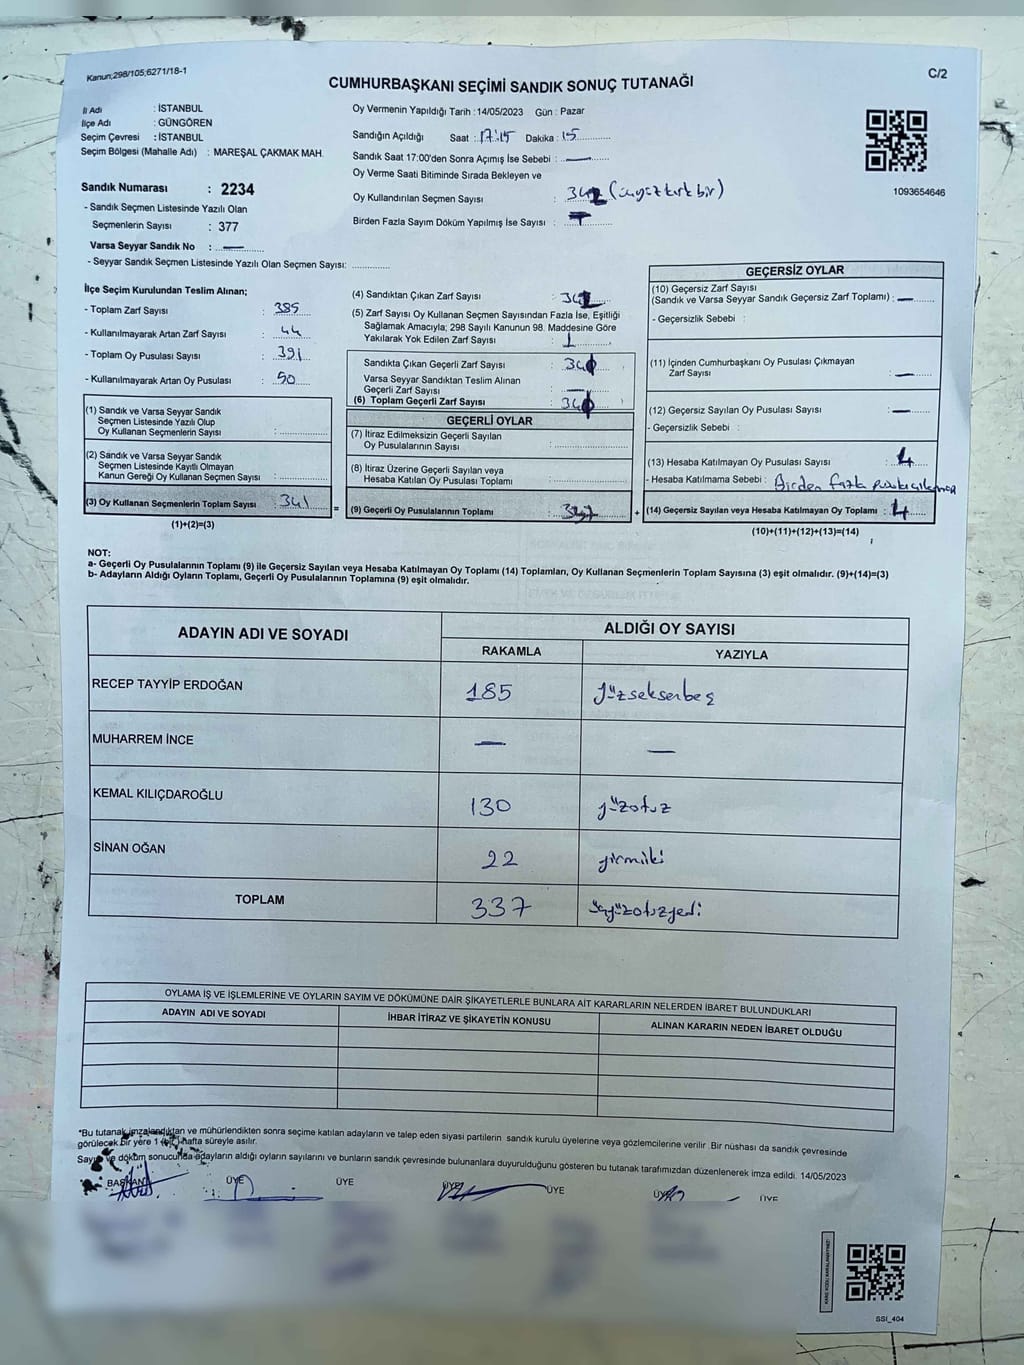 Kanun;298/105;6271/18-1
C/2
CUMHURBAŞKANI SEÇİMİ SANDIK SONUÇ TUTANAĞI
İl Adı : İSTANBUL
İlçe Adı : GÜNGÖREN
Seçim Çevresi : İSTANBUL
Seçim Bölgesi (Mahalle Adı) : MAREŞAL ÇAKMAK MAH.
Sandık Numarası : 2234
- Sandık Seçmen Listesinde Yazılı Olan
Seçmenlerin Sayısı : 377
Varsa Seyyar Sandık No : —
- Seyyar Sandık Seçmen Listesinde Yazılı Olan Seçmen Sayısı: ..............
Oy Vermenin Yapıldığı Tarih : 14/05/2023 Gün : Pazar
Sandığın Açıldığı Saat : 17:15 Dakika : 15
Sandık Saat 17:00'den Sonra Açımış İse Sebebi : —
Oy Verme Saati Bitiminde Sırada Bekleyen ve
Oy Kullandırılan Seçmen Sayısı : (üçyüzkırkbir)
Birden Fazla Sayım Döküm Yapılmış İse Sayısı :
1093654646
İlçe Seçim Kurulundan Teslim Alınan;
- Toplam Zarf Sayısı : 385
- Kullanılmayarak Artan Zarf Sayısı : 44
- Toplam Oy Pusulası Sayısı : 391
- Kullanılmayarak Artan Oy Pusulası : 50
(1) Sandık ve Varsa Seyyar Sandık
Seçmen Listesinde Yazılı Olup
Oy Kullanan Seçmenlerin Sayısı : ..............
(2) Sandık ve Varsa Seyyar Sandık
Seçmen Listesinde Kayıtlı Olmayan
Kanun Gereği Oy Kullanan Seçmen Sayısı : ..............
(3) Oy Kullanan Seçmenlerin Toplam Sayısı : 341
(1)+(2)=(3)
=
(4) Sandıktan Çıkan Zarf Sayısı :
(5) Zarf Sayısı Oy Kullanan Seçmen Sayısından Fazla İse, Eşitliği
Sağlamak Amacıyla; 298 Sayılı Kanunun 98. Maddesine Göre
Yakılarak Yok Edilen Zarf Sayısı : 1
Sandıkta Çıkan Geçerli Zarf Sayısı :
Varsa Seyyar Sandıktan Teslim Alınan
Geçerli Zarf Sayısı : —
(6) Toplam Geçerli Zarf Sayısı :
GEÇERLİ OYLAR
(7) İtiraz Edilmeksizin Geçerli Sayılan
Oy Pusulalarının Sayısı : ..............
(8) İtiraz Üzerine Geçerli Sayılan veya
Hesaba Katılan Oy Pusulası Toplamı : ..............
(9) Geçerli Oy Pusulalarının Toplamı :
+
GEÇERSİZ OYLAR
(10) Geçersiz Zarf Sayısı
(Sandık ve Varsa Seyyar Sandık Geçersiz Zarf Toplamı) : —
- Geçersizlik Sebebi :
(11) İçinden Cumhurbaşkanı Oy Pusulası Çıkmayan
Zarf Sayısı : —
(12) Geçersiz Sayılan Oy Pusulası Sayısı : —
- Geçersizlik Sebebi :
(13) Hesaba Katılmayan Oy Pusulası Sayısı : 4
- Hesaba Katılmama Sebebi : Birden fazla
(14) Geçersiz Sayılan veya Hesaba Katılmayan Oy Toplamı : 4
(10)+(11)+(12)+(13)=(14)
NOT:
a- Geçerli Oy Pusulalarının Toplamı (9) ile Geçersiz Sayılan veya Hesaba Katılmayan Oy Toplamı (14) Toplamları, Oy Kullanan Seçmenlerin Toplam Sayısına (3) eşit olmalıdır. (9)+(14)=(3)
b- Adayların Aldığı Oyların Toplamı, Geçerli Oy Pusulalarının Toplamına (9) eşit olmalıdır.
ADAYIN ADI VE SOYADI
ALDIĞI OY SAYISI
RAKAMLA YAZIYLA
RECEP TAYYİP ERDOĞAN 185 yüzseksenbeş
MUHARREM İNCE — —
KEMAL KILIÇDAROĞLU 130 yüzotuz
SİNAN OĞAN 22 yirmiiki
TOPLAM 337 üçyüzotuzyedi
OYLAMA İŞ VE İŞLEMLERİNE VE OYLARIN SAYIM VE DÖKÜMÜNE DAİR ŞİKAYETLERLE BUNLARA AİT KARARLARIN NELERDEN İBARET BULUNDUKLARI
ADAYIN ADI VE SOYADI İHBAR İTİRAZ VE ŞİKAYETİN KONUSU ALINAN KARARIN NEDEN İBARET OLDUĞU
*Bu tutanak imzalandıktan ve mühürlendikten sonra seçime katılan adayların ve talep eden siyasi partilerin sandık kurulu üyelerine veya gözlemcilerine verilir .Bir nüshası da sandık çevresinde
görülecek bir yere 1 (bir) hafta süreyle asılır.
Sayım ve döküm sonucunda adayların aldığı oyların sayılarını ve bunların sandık çevresinde bulunanlara duyurulduğunu gösteren bu tutanak tarafımızdan düzenlenerek imza edildi. 14/05/2023
BAŞKAN ÜYE ÜYE ÜYE ÜYE ÜYE ÜYE
SSI_404